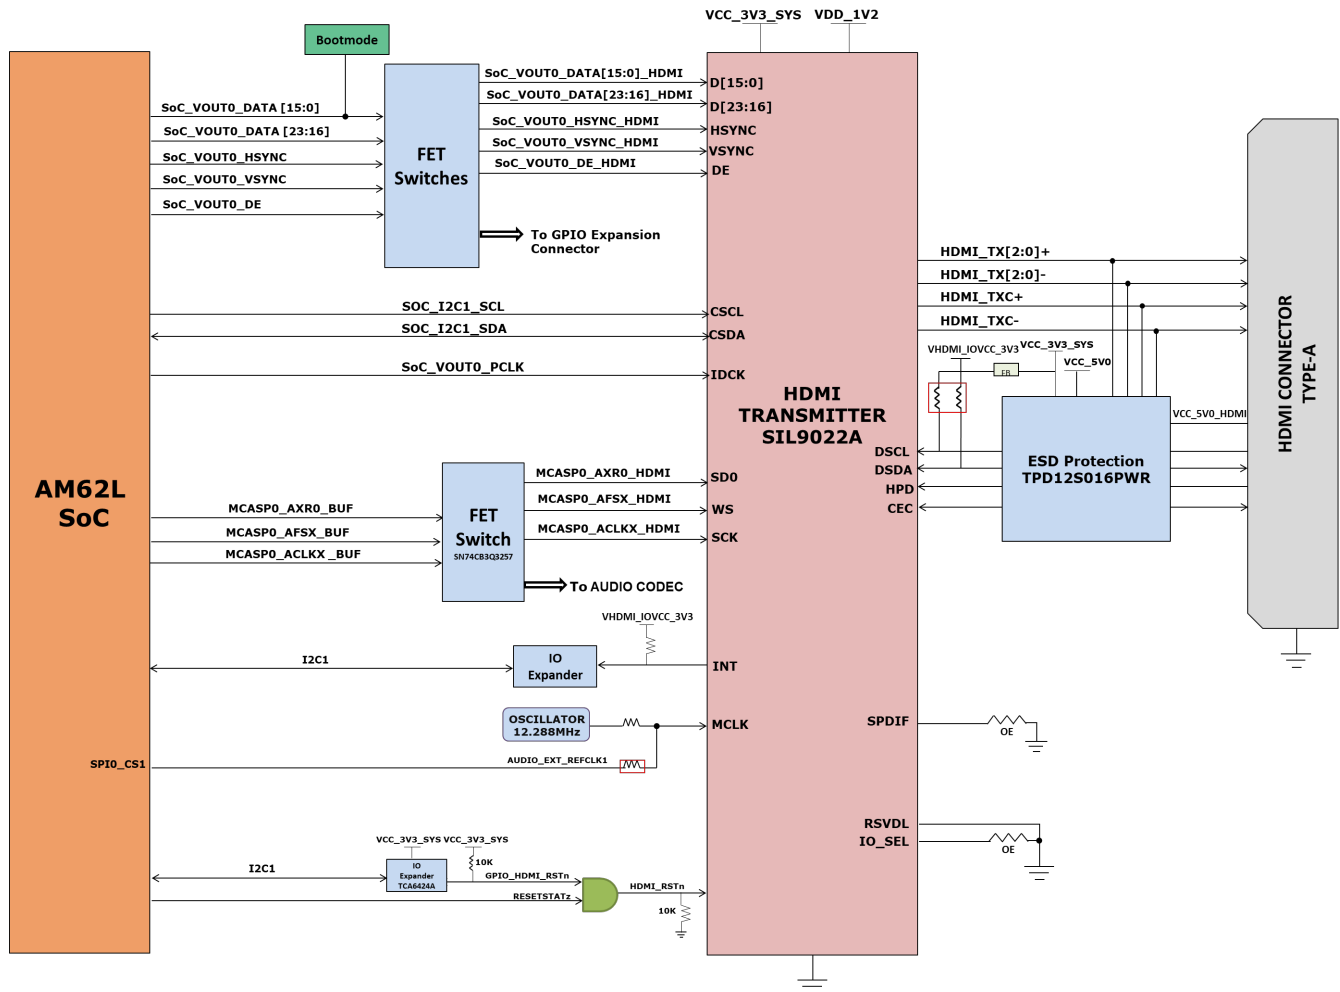 VCC_3V3_SYS
VDD_1V2
Bootmode
SoC_VOUT0_DATA [15:0]
SoC_VOUT0_DATA [23:16]
SoC_VOUT0_HSYNC
SoC_VOUT0_VSYNC
SoC_VOUT0_DE
FET
Switches
SoC_VOUT0_DATA[15:0]_HDMI
SoC_VOUT0_DATA[23:16]_HDMI
SoC_VOUT0_HSYNC_HDMI
SoC_VOUT0_VSYNC_HDMI
SoC_VOUT0_DE_HDMI
To GPIO Expansion
Connector
D[15:0]
D[23:16]
HSYNC
VSYNC
DE
SOC_I2C1_SCL
SOC_I2C1_SDA
SoC_VOUT0_PCLK
CSCL
CSDA
IDCK
HDMI
TRANSMITTER
SIL9022A
HDMI_TX[2:0]+
HDMI_TX[2:0]-
HDMI_TXC+
HDMI_TXC-
VHDMI_IOVCC_3V3
VCC_3V3_SYS
VCC_5V0
FB
VCC_5V0_HDMI
HDMI CONNECTOR
TYPE-A
DSCL
DSDA
HPD
CEC
ESD Protection
TPD12S016PWR
AM62L
SoC
MCASP0_AXR0_BUF
MCASP0_AFSX_BUF
MCASP0_ACLKX _BUF
FET
Switch
SN74CB3Q3257
MCASP0_AXR0_HDMI
MCASP0_AFSX_HDMI
MCASP0_ACLKX_HDMI
To AUDIO CODEC
SD0
WS
SCK
VHDMI_IOVCC_3V3
I2C1
IO
Expander
INT
OSCILLATOR
12.288MHz
MCLK
SPI0_CS1
AUDIO_EXT_REFCLK1
SPDIF
OE
RSVDL
IO_SEL
OE
VCC_3V3_SYS
VCC_3V3_SYS
10K
I2C1
IO
Expander
TCA6424A
GPIO_HDMI_RSTn
RESETSTATz
HDMI_RSTn
10K